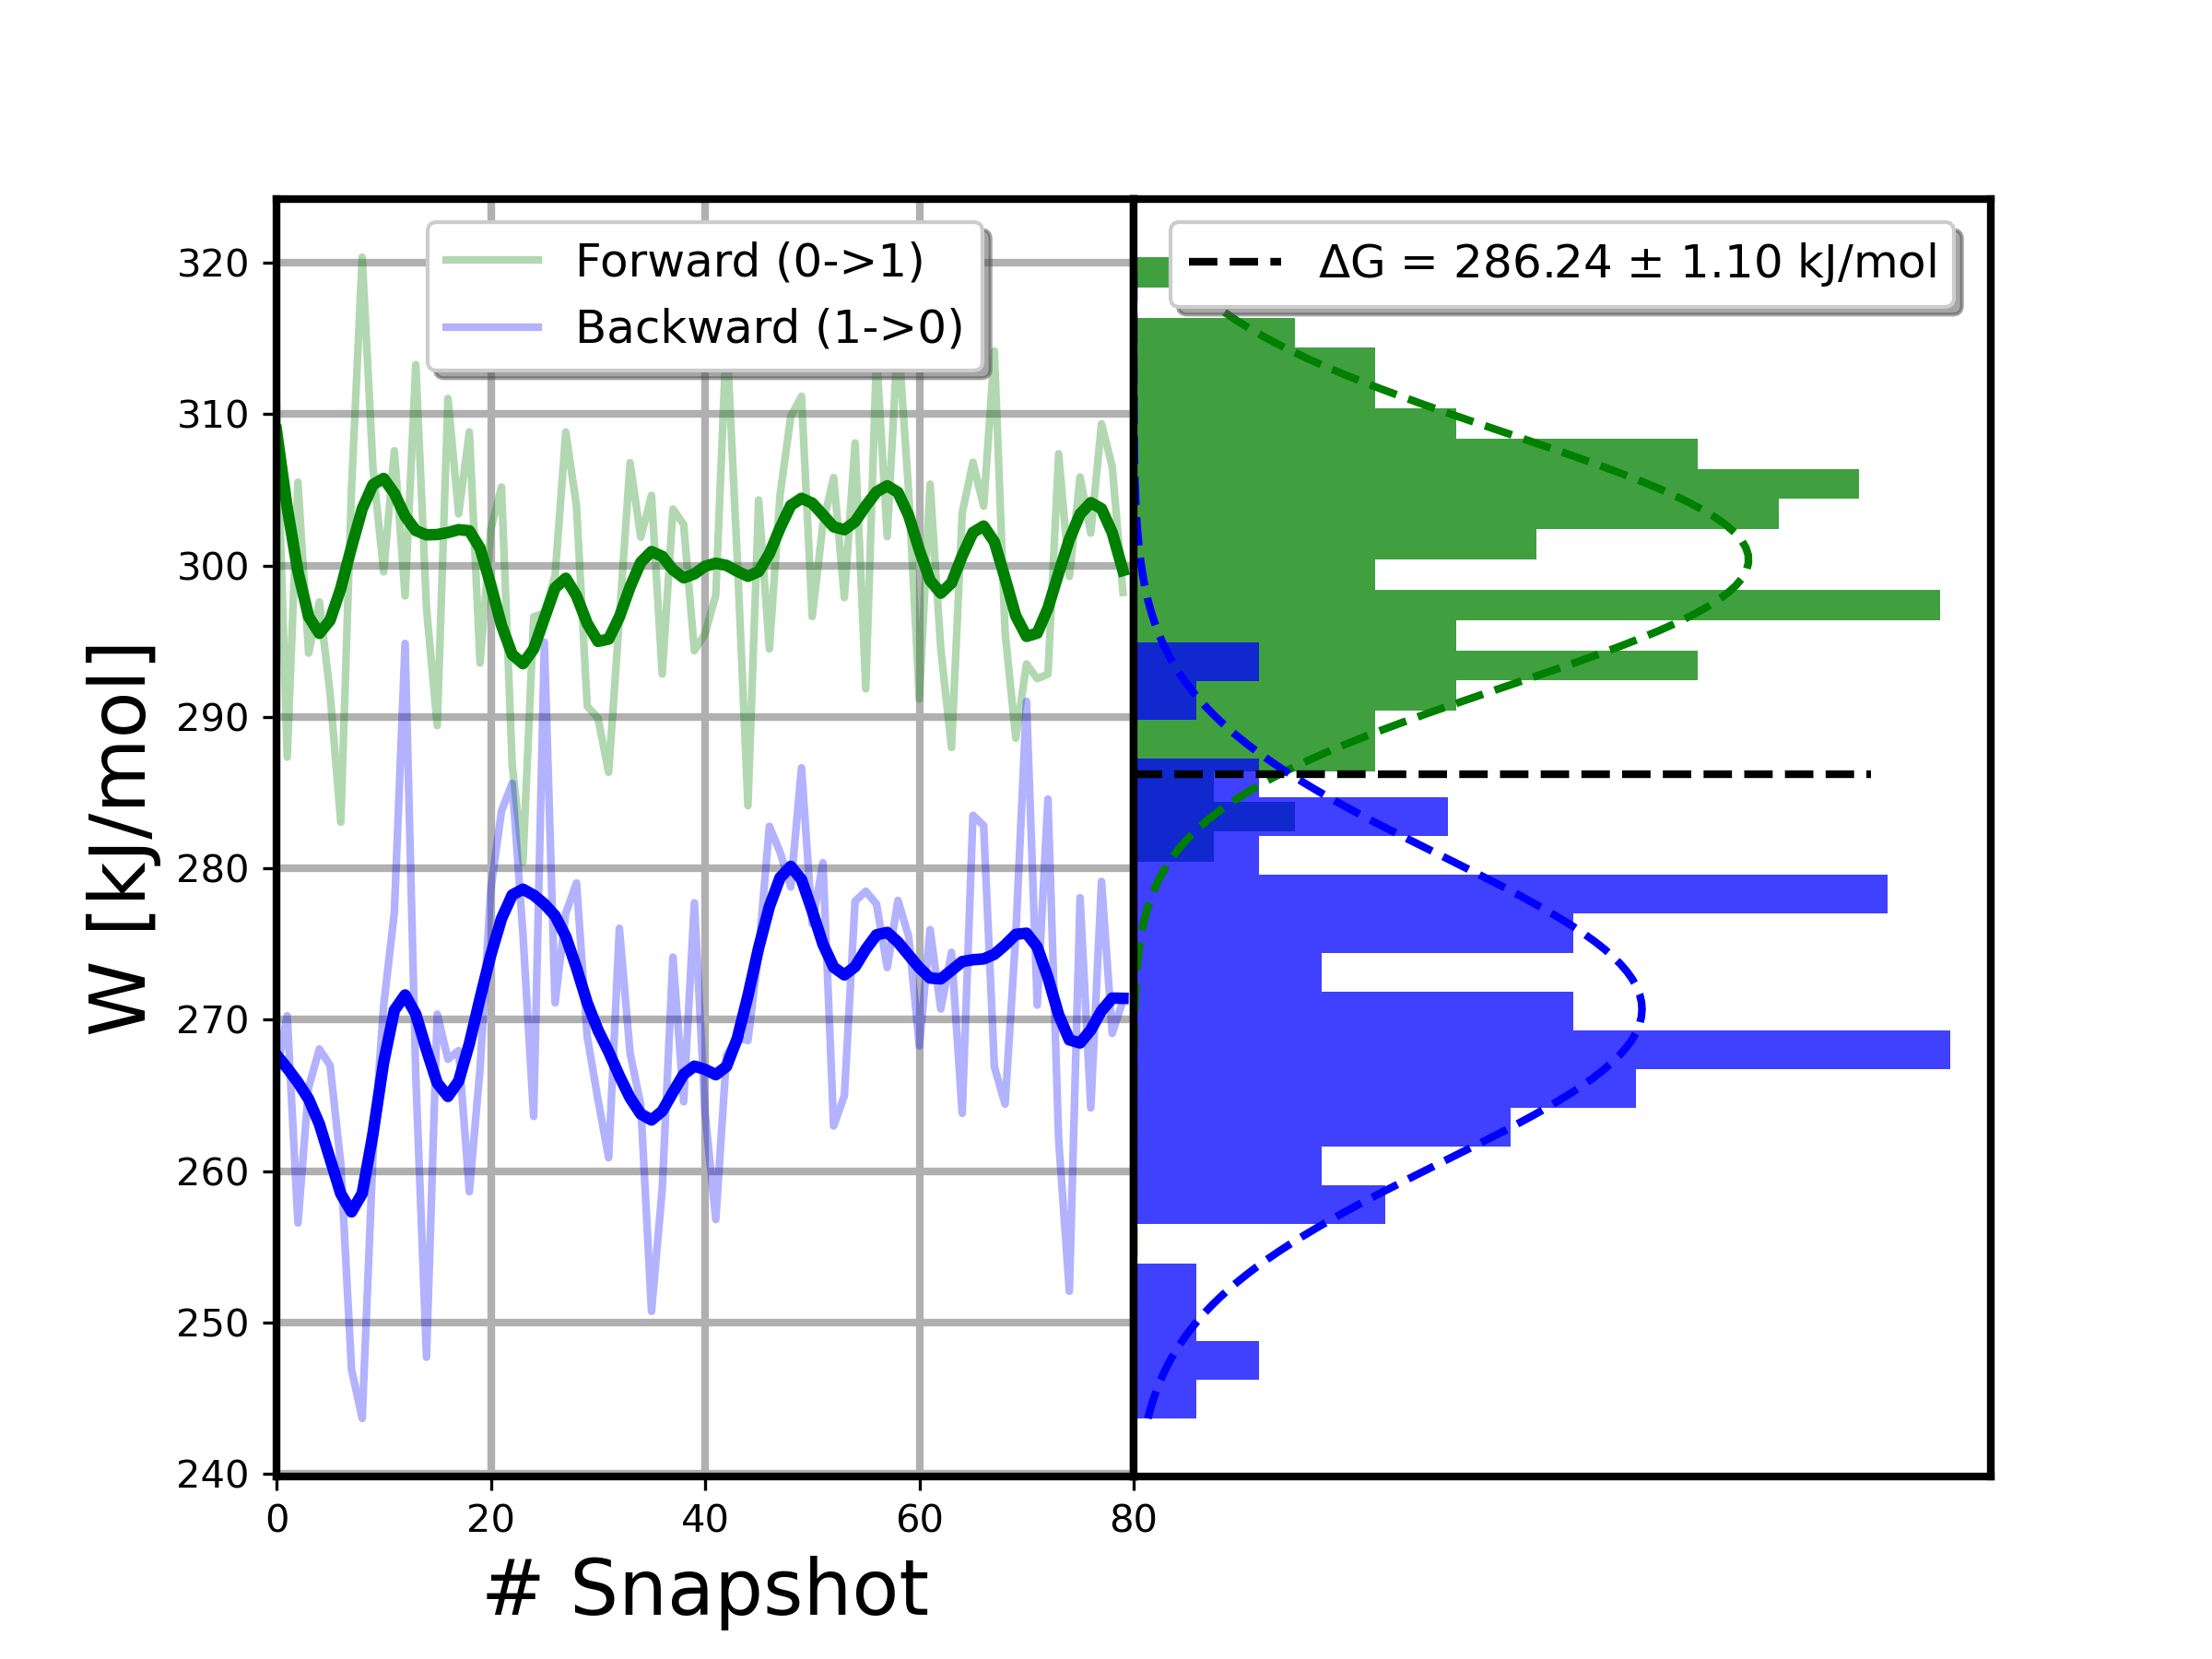 Forward (0->1)
Backward (1->0)
ΔG = 286.24 ± 1.10 kJ/mol
W [kJ/mol]
320
310
300
290
280
270
260
250
240
0 20 40 60 80
# Snapshot